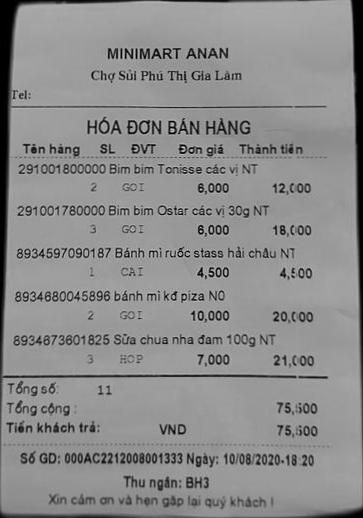 MINIMART ANAN
Chợ Sủi Phú Thị Gia Lâm
Tel:
HÓA ĐƠN BÁN HÀNG
Tên hàng SL ĐVT Đơn giá Thành tiền
291001800000 Bim bim Tonisse các vị NT
2 GOI 6,000 12,000
291001780000 Bim bim Ostar các vị 30g NT
3 GOI 6,000 18,000
8934597090187 Bánh mì ruốc stass hải châu NT
1 CAI 4,500 4,500
8934680045896 bánh mì kđ piza N0
2 GOI 10,000 20,000
8934673601825 Sữa chua nha đam 100g NT
3 HOP 7,000 21,000
Tổng số: 11
Tổng cộng : 75,500
Tiền khách trả: VND 75,500
Số GD: 000AC2212008001333 Ngày: 10/08/2020-18:20
Thu ngân: BH3
Xin cảm ơn và hẹn gặp lại quý khách !